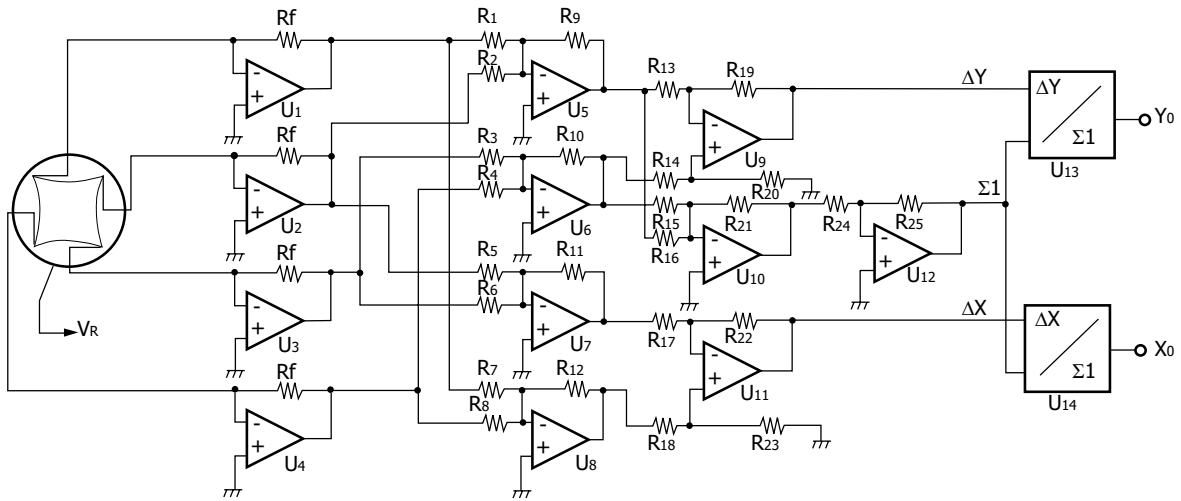 Rf
R1
R9
R2
-
+
U1
-
+
U5
R13
R19
ΔY
ΔY
Σ1
U13
Y0
-
+
U9
Rf
-
+
U2
R3
R10
R4
-
+
U6
R14
R20
R15
R16
R21
-
+
U10
R24
R25
Σ1
-
+
U12
Rf
-
+
U3
VR
R5
R11
R6
-
+
U7
R17
R22
ΔX
ΔX
Σ1
U14
X0
-
+
U11
Rf
-
+
U4
R7
R12
R8
-
+
U8
R18
R23